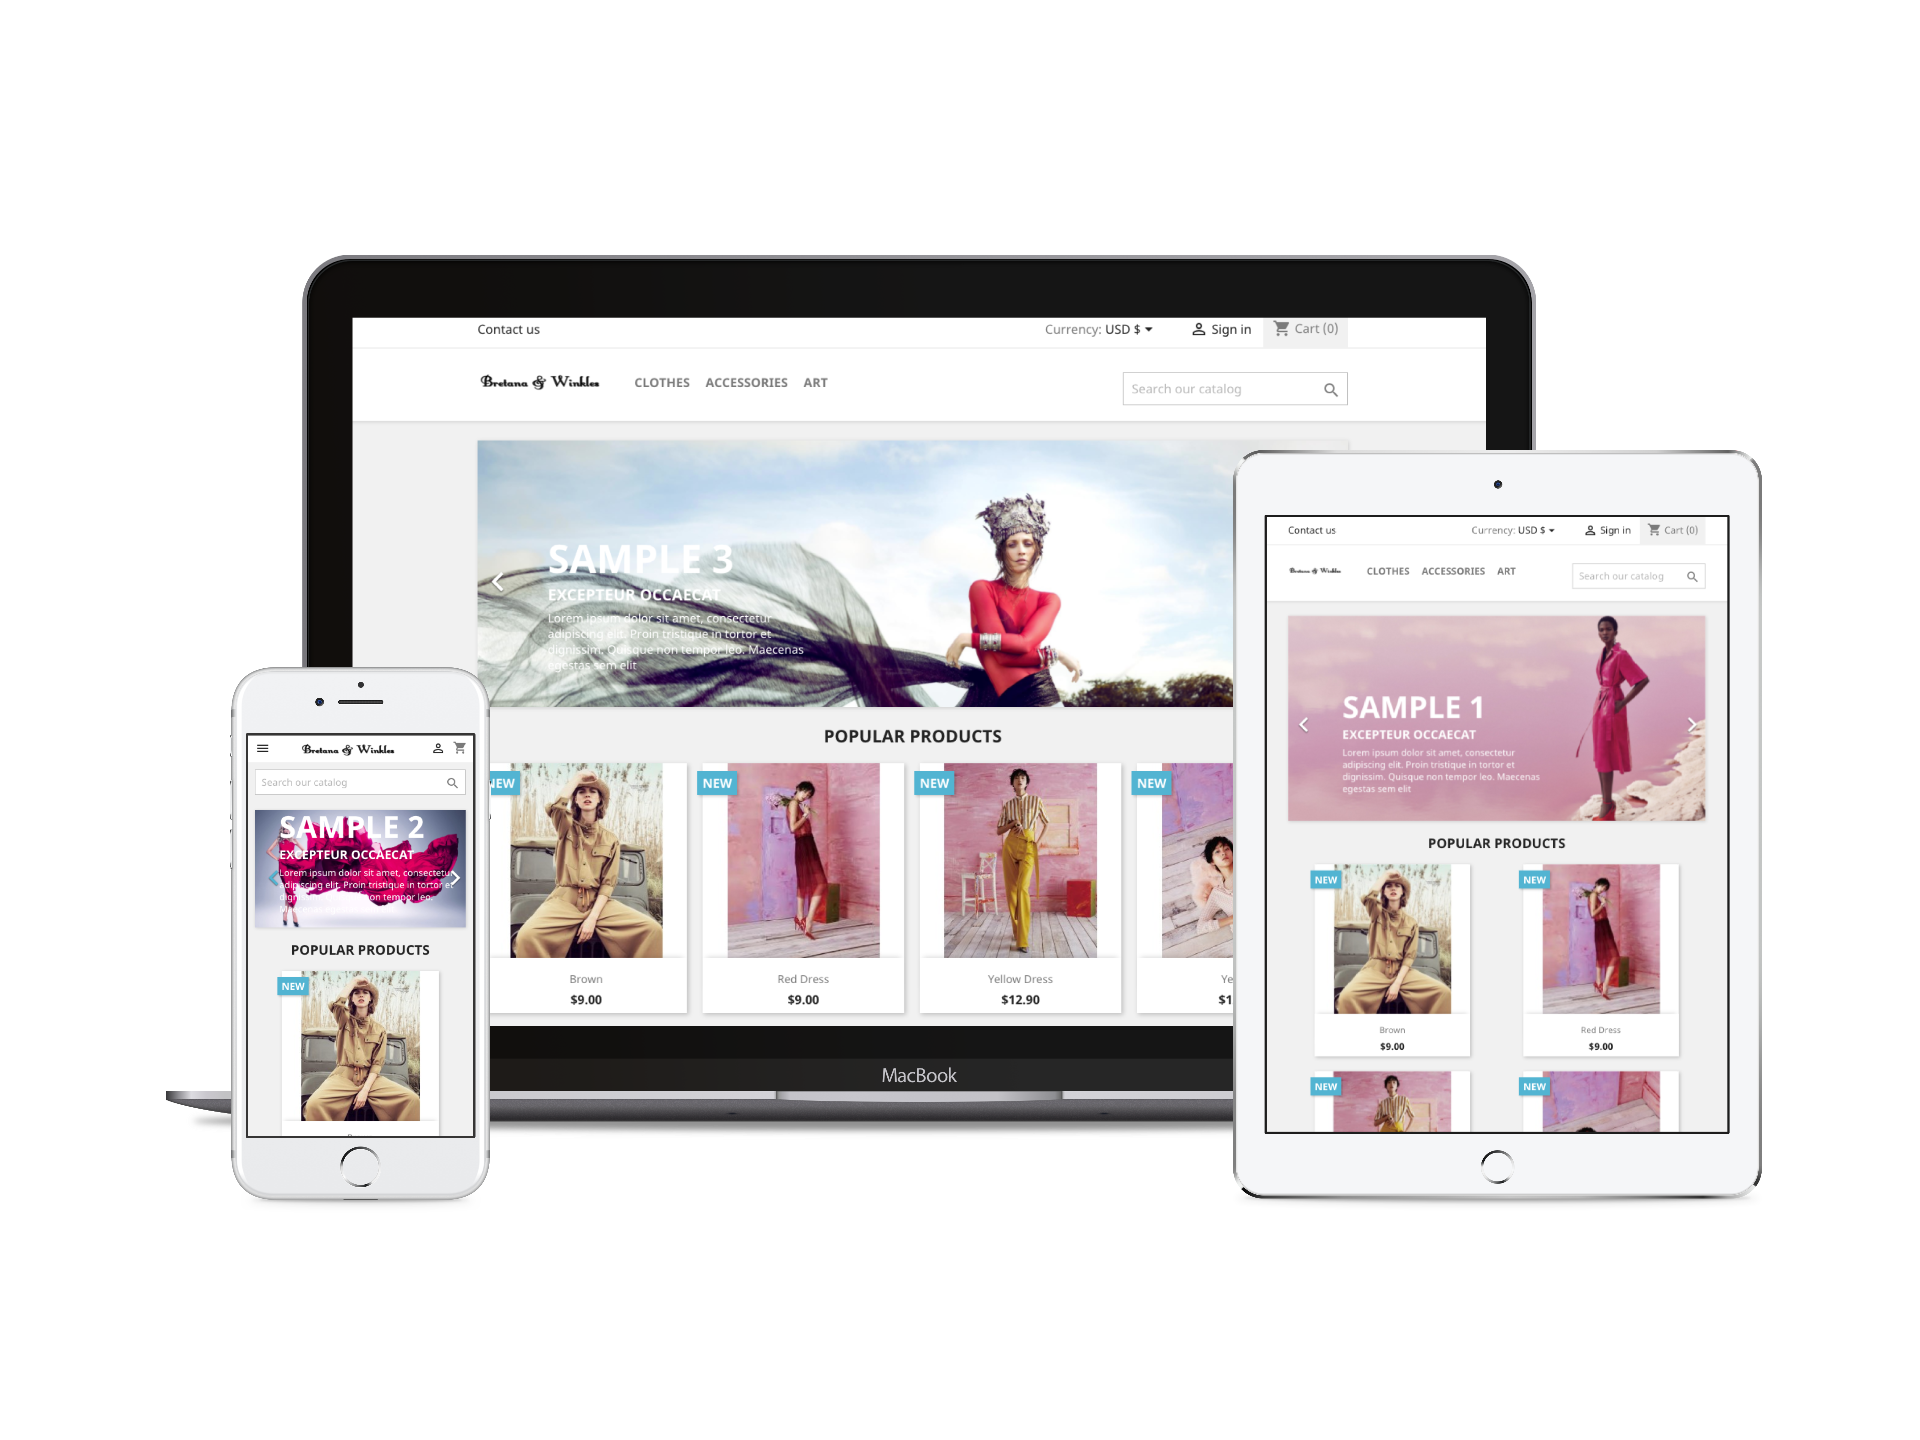 Contact us
Currency: USD $
Sign in
Cart (0)
Bretana & Winkles
CLOTHES ACCESSORIES ART
Search our catalog
SAMPLE 3
EXCEPTEUR OCCAECAT
Lorem ipsum dolor sit amet, consectetur
adipiscing elit. Proin tristique in tortor et
dignissim. Quisque non tempor leo. Maecenas
egestas sem elit
POPULAR PRODUCTS
NEW
NEW
NEW
NEW
Brown
$9.00
Red Dress
$9.00
Yellow Dress
$12.90
Ye
$1
MacBook
Bretana & Winkles
Search our catalog
SAMPLE 2
EXCEPTEUR OCCAECAT
Lorem ipsum dolor sit amet, consectetur
adipiscing elit. Proin tristique in tortor et
non tempor leo.
POPULAR PRODUCTS
NEW
Contact us
Currency: USD $
Sign in
Cart (0)
Bretana & Winkles
CLOTHES ACCESSORIES ART
Search our catalog
SAMPLE 1
EXCEPTEUR OCCAECAT
Lorem ipsum dolor sit amet, consectetur
adipiscing elit. Proin tristique in tortor et
dignissim. Quisque non tempor leo. Maecenas
egestas sem elit
POPULAR PRODUCTS
NEW
NEW
Brown
$9.00
Red Dress
$9.00
NEW
NEW